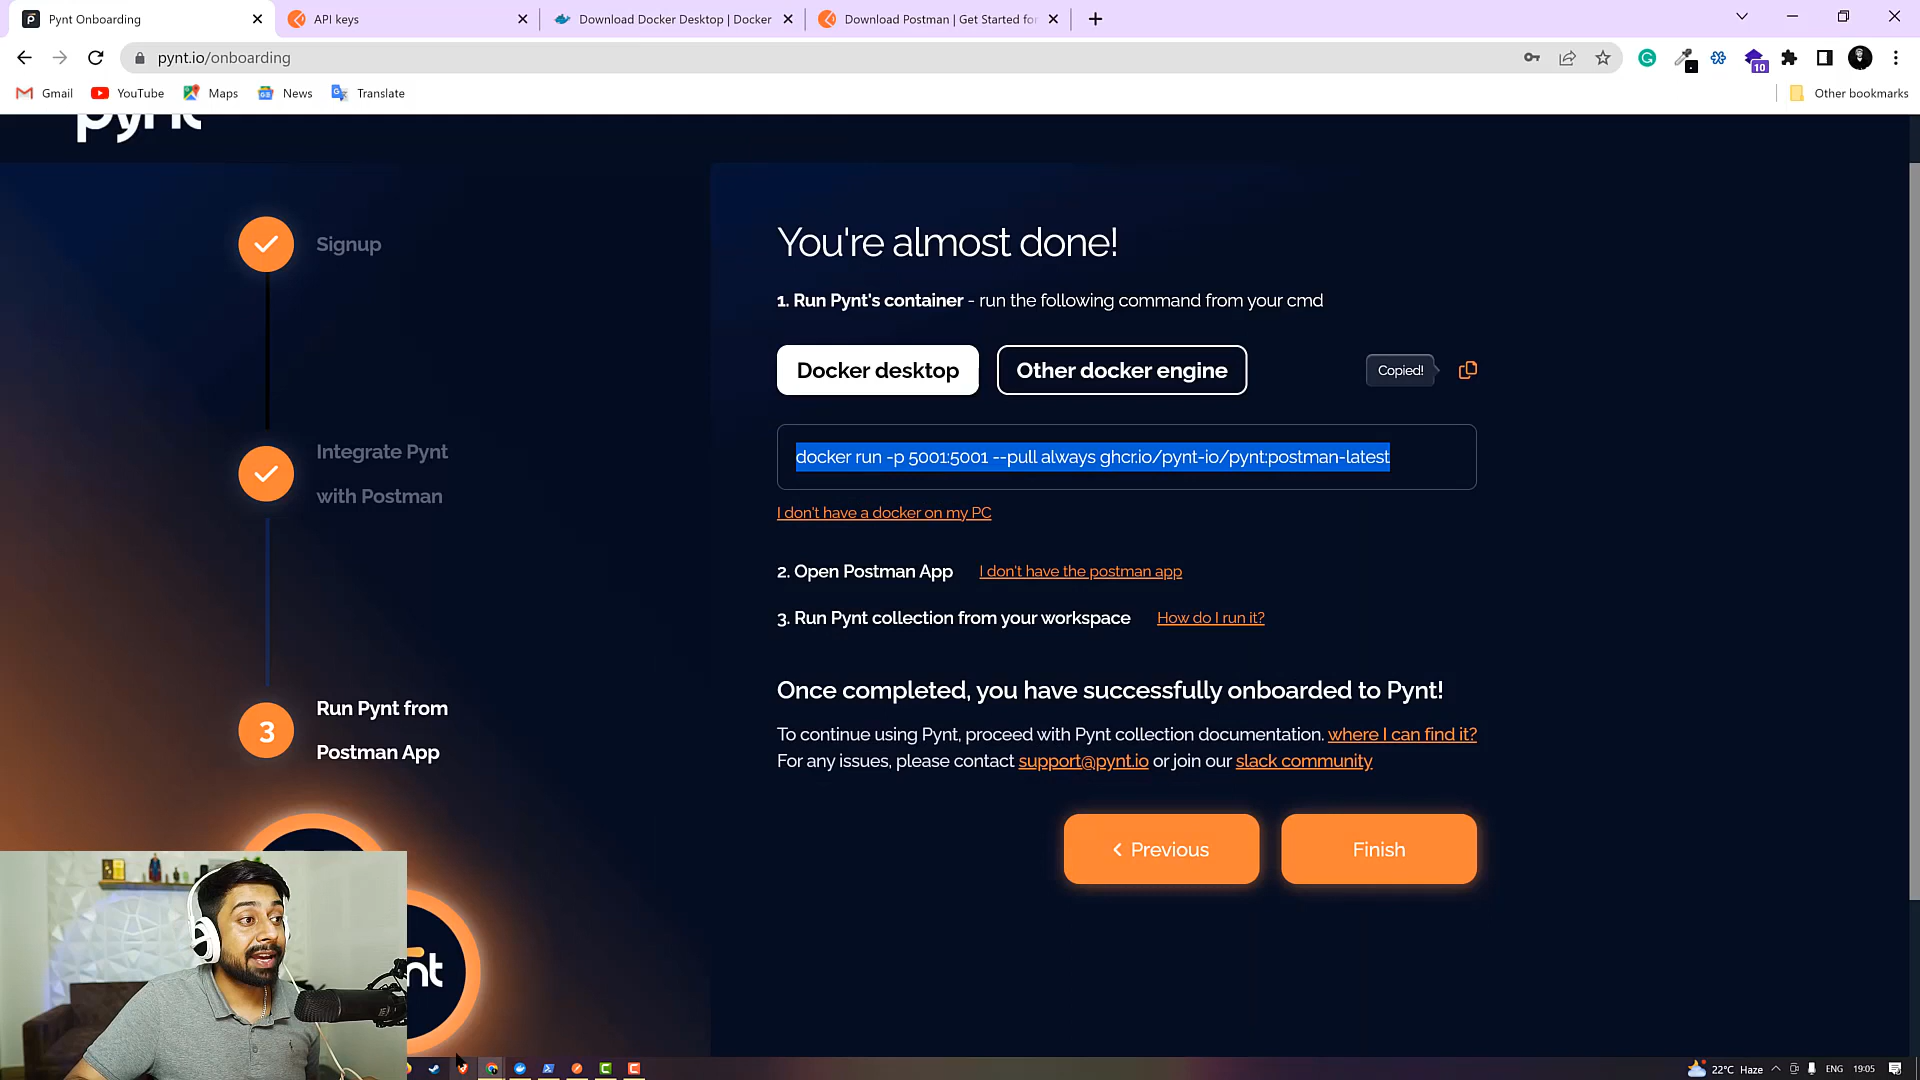 Pynt Onboarding
API keys
Download Docker Desktop | Docker
Download Postman | Get Started for
pynt.io/onboarding
10
Gmail
YouTube
Maps
News
Translate
Other bookmarks
pynt
Signup
Integrate Pynt
with Postman
3
Run Pynt from
Postman App
You're almost done!
1. Run Pynt's container - run the following command from your cmd
Docker desktop
Other docker engine
Copied!
docker run -p 5001:5001 --pull always ghcr.io/pynt-io/pynt:postman-latest
I don't have a docker on my PC
2. Open Postman App I don't have the postman app
3. Run Pynt collection from your workspace How do I run it?
Once completed, you have successfully onboarded to Pynt!
To continue using Pynt, proceed with Pynt collection documentation. where I can find it?
For any issues, please contact support@pynt.io or join our slack community
< Previous
Finish
nt
22°C Haze
ENG
19:05